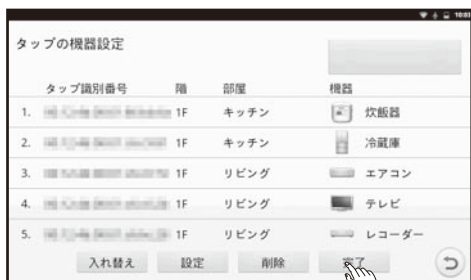 10:03
タップの機器設定
タップ識別番号 階 部屋 機器
1. 1F キッチン 炊飯器
2. 1F キッチン 冷蔵庫
3. 1F リビング エアコン
4. 1F リビング テレビ
5. 1F リビング レコーダー
入れ替え 設定 削除 完了